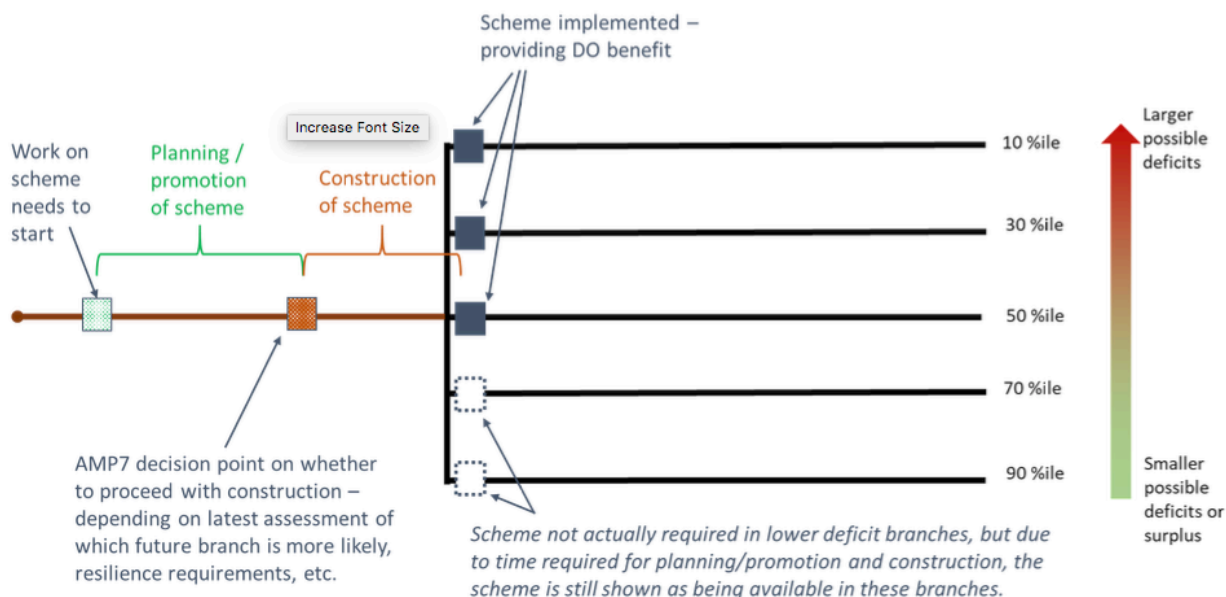 Scheme implemented –
providing DO benefit
Increase Font Size
Work on
scheme
needs to
start
Planning /
promotion
of scheme
Construction
of scheme
10 %ile
30 %ile
50 %ile
70 %ile
90 %ile
Larger
possible
deficits
Smaller
possible
deficits or
surplus
AMP7 decision point on whether
to proceed with construction –
depending on latest assessment of
which future branch is more likely,
resilience requirements, etc.
Scheme not actually required in lower deficit branches, but due
to time required for planning/promotion and construction, the
scheme is still shown as being available in these branches.